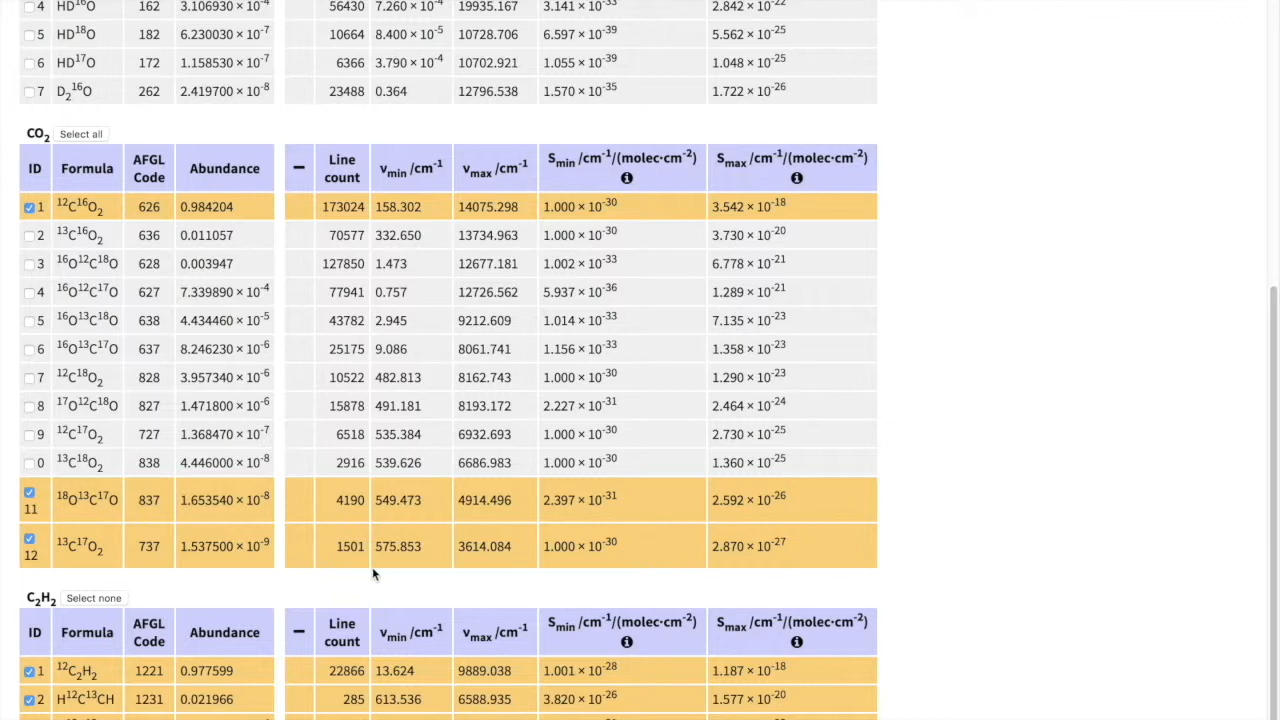 4 HD¹⁶O 162 3.106930 × 10⁻⁴ 56430 7.260 × 10⁻⁴ 19935.167 3.141 × 10⁻³³ 2.842 × 10⁻²²
5 HD¹⁸O 182 6.230030 × 10⁻⁷ 10664 8.400 × 10⁻⁵ 10728.706 6.597 × 10⁻³⁹ 5.562 × 10⁻²⁵
6 HD¹⁷O 172 1.158530 × 10⁻⁷ 6366 3.790 × 10⁻⁴ 10702.921 1.055 × 10⁻³⁹ 1.048 × 10⁻²⁵
7 D₂¹⁶O 262 2.419700 × 10⁻⁸ 23488 0.364 12796.538 1.570 × 10⁻³⁵ 1.722 × 10⁻²⁶
CO₂ Select all
ID Formula AFGL Code Abundance − Line count νmin /cm⁻¹ νmax /cm⁻¹ Smin /cm⁻¹/(molec·cm⁻²) Smax /cm⁻¹/(molec·cm⁻²)
1 ¹²C¹⁶O₂ 626 0.984204 173024 158.302 14075.298 1.000 × 10⁻³⁰ 3.542 × 10⁻¹⁸
2 ¹³C¹⁶O₂ 636 0.011057 70577 332.650 13734.963 1.000 × 10⁻³⁰ 3.730 × 10⁻²⁰
3 ¹⁶O¹²C¹⁸O 628 0.003947 127850 1.473 12677.181 1.002 × 10⁻³³ 6.778 × 10⁻²¹
4 ¹⁶O¹²C¹⁷O 627 7.339890 × 10⁻⁴ 77941 0.757 12726.562 5.937 × 10⁻³⁶ 1.289 × 10⁻²¹
5 ¹⁶O¹³C¹⁸O 638 4.434460 × 10⁻⁵ 43782 2.945 9212.609 1.014 × 10⁻³³ 7.135 × 10⁻²³
6 ¹⁶O¹³C¹⁷O 637 8.246230 × 10⁻⁶ 25175 9.086 8061.741 1.156 × 10⁻³³ 1.358 × 10⁻²³
7 ¹²C¹⁸O₂ 828 3.957340 × 10⁻⁶ 10522 482.813 8162.743 1.000 × 10⁻³⁰ 1.290 × 10⁻²³
8 ¹⁷O¹²C¹⁸O 827 1.471800 × 10⁻⁶ 15878 491.181 8193.172 2.227 × 10⁻³¹ 2.464 × 10⁻²⁴
9 ¹²C¹⁷O₂ 727 1.368470 × 10⁻⁷ 6518 535.384 6932.693 1.000 × 10⁻³⁰ 2.730 × 10⁻²⁵
0 ¹³C¹⁸O₂ 838 4.446000 × 10⁻⁸ 2916 539.626 6686.983 1.000 × 10⁻³⁰ 1.360 × 10⁻²⁵
11 ¹⁸O¹³C¹⁷O 837 1.653540 × 10⁻⁸ 4190 549.473 4914.496 2.397 × 10⁻³¹ 2.592 × 10⁻²⁶
12 ¹³C¹⁷O₂ 737 1.537500 × 10⁻⁹ 1501 575.853 3614.084 1.000 × 10⁻³⁰ 2.870 × 10⁻²⁷
C₂H₂ Select none
ID Formula AFGL Code Abundance − Line count νmin /cm⁻¹ νmax /cm⁻¹ Smin /cm⁻¹/(molec·cm⁻²) Smax /cm⁻¹/(molec·cm⁻²)
1 ¹²C₂H₂ 1221 0.977599 22866 13.624 9889.038 1.001 × 10⁻²⁸ 1.187 × 10⁻¹⁸
2 H¹²C¹³CH 1231 0.021966 285 613.536 6588.935 3.820 × 10⁻²⁶ 1.577 × 10⁻²⁰